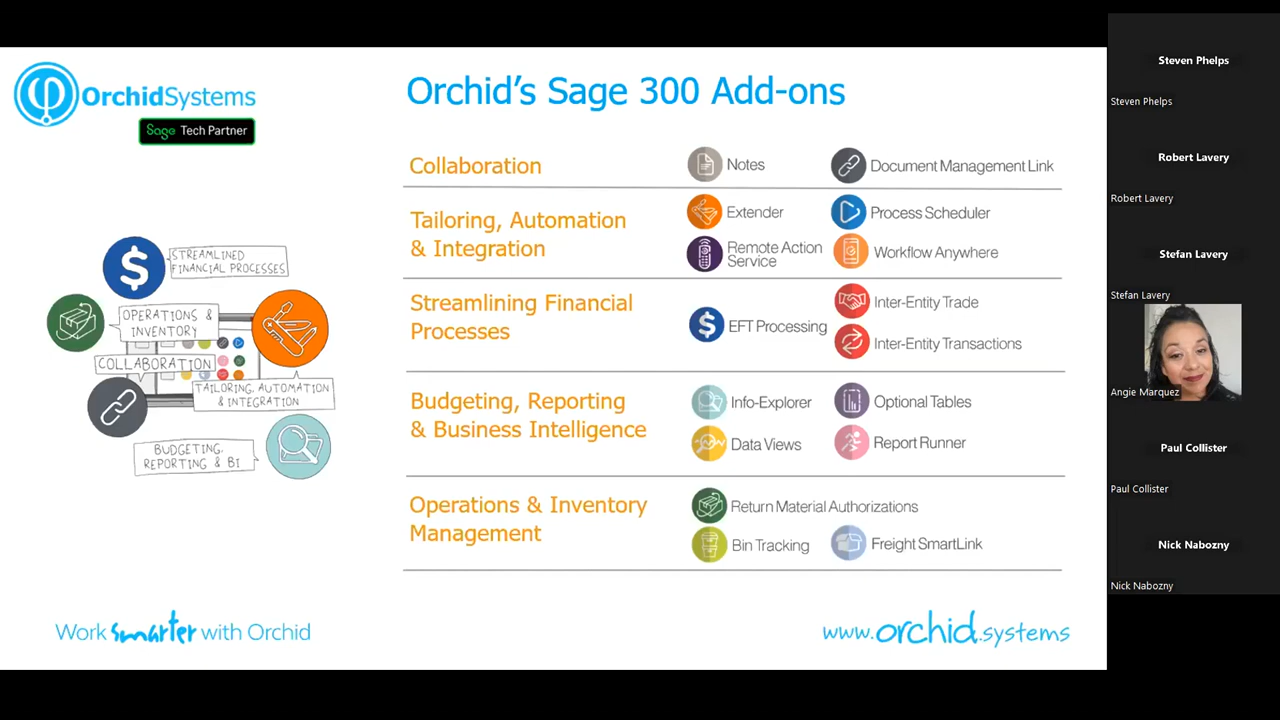 OrchidSystems
Sage Tech Partner
STREAMLINED
FINANCIAL PROCESSES
OPERATIONS &
INVENTORY
COLLABORATION
TAILORING, AUTOMATION
& INTEGRATION
BUDGETING,
REPORTING & BI
Work smarter with Orchid
Orchid's Sage 300 Add-ons
Collaboration
Notes
Document Management Link
Tailoring, Automation
& Integration
Extender
Process Scheduler
Remote Action
Service
Workflow Anywhere
Streamlining Financial
Processes
EFT Processing
Inter-Entity Trade
Inter-Entity Transactions
Budgeting, Reporting
& Business Intelligence
Info-Explorer
Optional Tables
Data Views
Report Runner
Operations & Inventory
Management
Return Material Authorizations
Bin Tracking
Freight SmartLink
www.orchid.systems
Steven Phelps
Steven Phelps
Robert Lavery
Robert Lavery
Stefan Lavery
Stefan Lavery
Angie Marquez
Paul Collister
Paul Collister
Nick Nabozny
Nick Nabozny